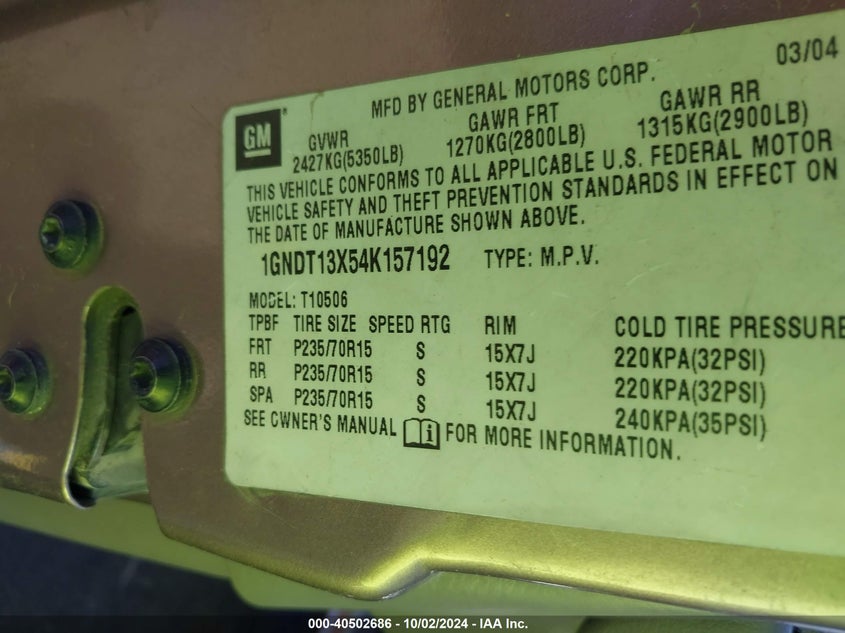 03/04
MFD BY GENERAL MOTORS CORP.
GM
GVWR GAWR FRT GAWR RR
2427KG(5350LB) 1270KG(2800LB) 1315KG(2900LB)
THIS VEHICLE CONFORMS TO ALL APPLICABLE U.S. FEDERAL MOTOR
VEHICLE SAFETY AND THEFT PREVENTION STANDARDS IN EFFECT ON
THE DATE OF MANUFACTURE SHOWN ABOVE.
1GNDT13X54K157192 TYPE: M.P.V.
MODEL: T10506
TPBF TIRE SIZE SPEED RTG RIM COLD TIRE PRESSURE
FRT P235/70R15 S 15X7J 220KPA(32PSI)
RR P235/70R15 S 15X7J 220KPA(32PSI)
SPA P235/70R15 S 15X7J 240KPA(35PSI)
SEE OWNER'S MANUAL i FOR MORE INFORMATION.
000-40502686 - 10/02/2024 - IAA Inc.